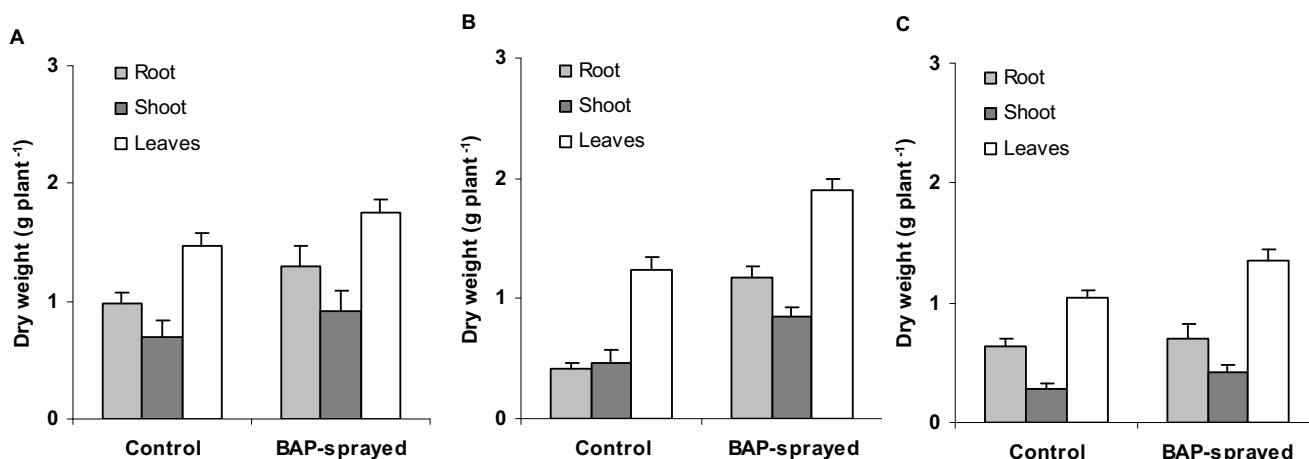 A
Dry weight (g plant -1)
3
2
1
0
Root
Shoot
Leaves
Control
BAP-sprayed
B
Dry weight (g plant -1)
3
2
1
0
Root
Shoot
Leaves
Control
BAP-sprayed
C
Dry weight (g plant -1)
3
2
1
0
Root
Shoot
Leaves
Control
BAP-sprayed